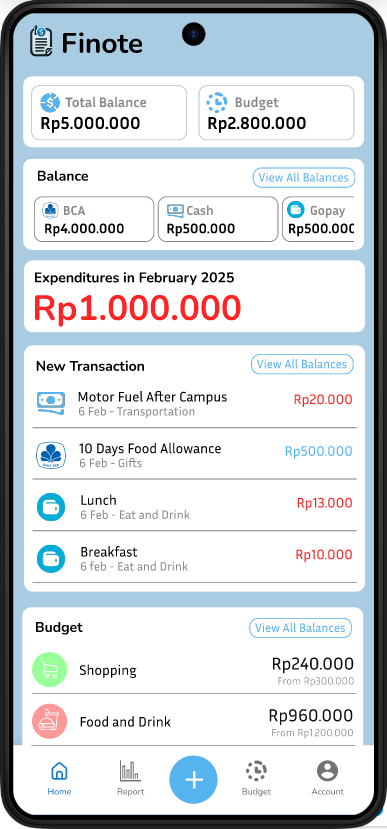 Finote
Total Balance
Rp5.000.000
Budget
Rp2.800.000
Balance
View All Balances
BCA
Rp4.000.000
Cash
Rp500.000
Gopay
Rp500.000
Expenditures in February 2025
Rp1.000.000
New Transaction
View All Balances
Motor Fuel After Campus
6 Feb - Transportation
Rp20.000
10 Days Food Allowance
6 Feb - Gifts
Rp500.000
Lunch
6 Feb - Eat and Drink
Rp13.000
Breakfast
6 feb - Eat and Drink
Rp10.000
Budget
View All Balances
Shopping
Rp240.000
From Rp300.000
Food and Drink
Rp960.000
From Rp1.200.000
Home
Report
Budget
Account